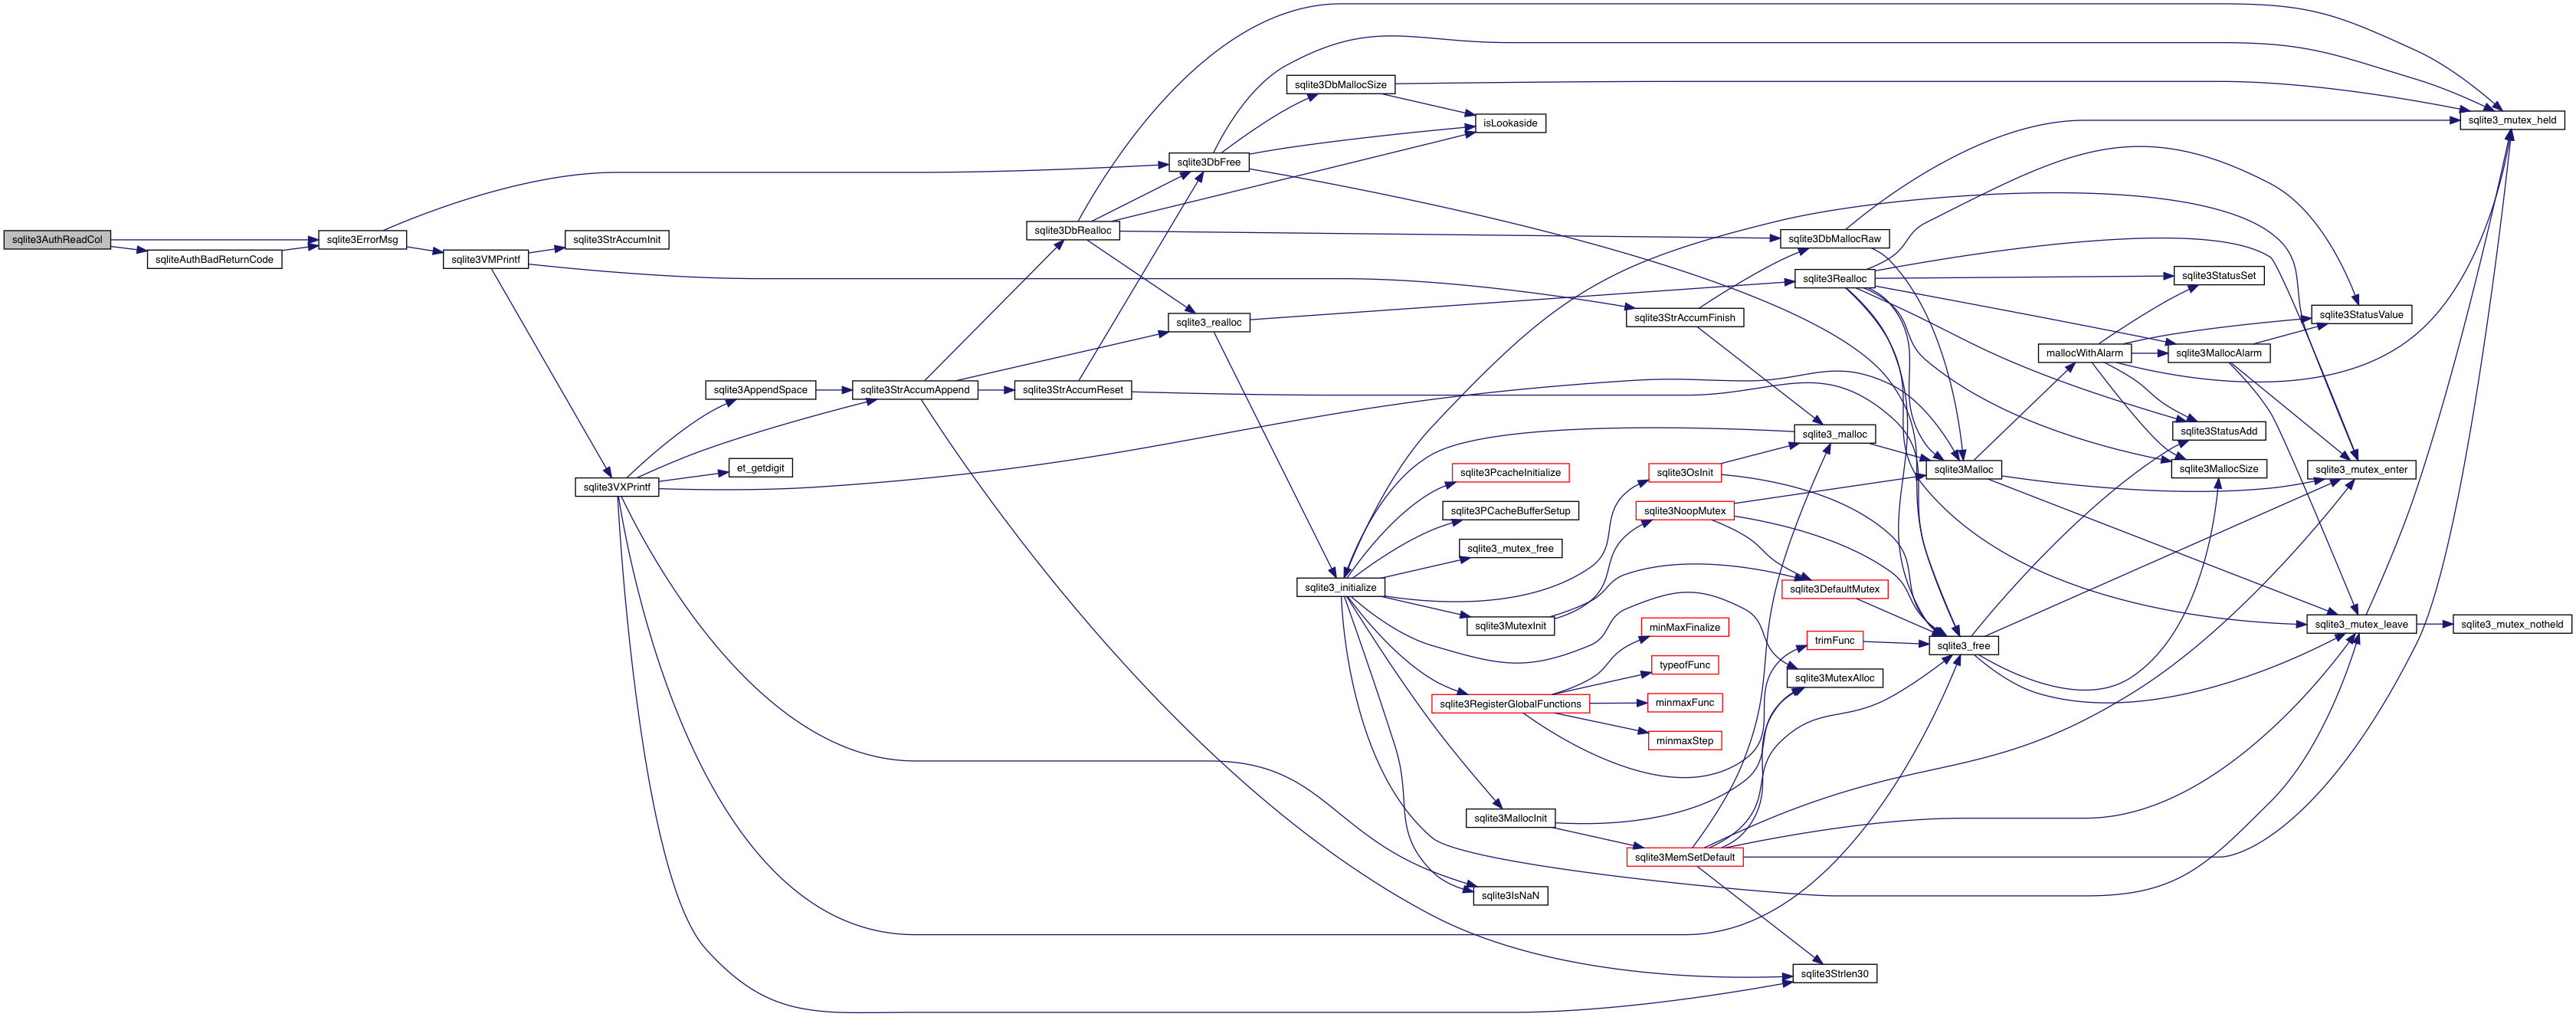 sqlite3AuthReadCol
sqliteAuthBadReturnCode
sqlite3ErrorMsg
sqlite3VMPrintf
sqlite3StrAccumInit
sqlite3VXPrintf
sqlite3AppendSpace
et_getdigit
sqlite3StrAccumAppend
sqlite3DbRealloc
sqlite3StrAccumReset
sqlite3DbFree
sqlite3_realloc
sqlite3DbMallocSize
isLookaside
sqlite3_initialize
sqlite3PcacheInitialize
sqlite3PCacheBufferSetup
sqlite3_mutex_free
sqlite3MutexInit
sqlite3RegisterGlobalFunctions
sqlite3MallocInit
sqlite3IsNaN
sqlite3StrAccumFinish
sqlite3OsInit
sqlite3NoopMutex
minMaxFinalize
typeofFunc
minmaxFunc
minmaxStep
sqlite3MemSetDefault
sqlite3DbMallocRaw
sqlite3Realloc
sqlite3_malloc
sqlite3DefaultMutex
trimFunc
sqlite3MutexAlloc
sqlite3Strlen30
sqlite3Malloc
sqlite3_free
mallocWithAlarm
sqlite3StatusSet
sqlite3MallocAlarm
sqlite3StatusAdd
sqlite3MallocSize
sqlite3_mutex_held
sqlite3StatusValue
sqlite3_mutex_enter
sqlite3_mutex_leave
sqlite3_mutex_notheld